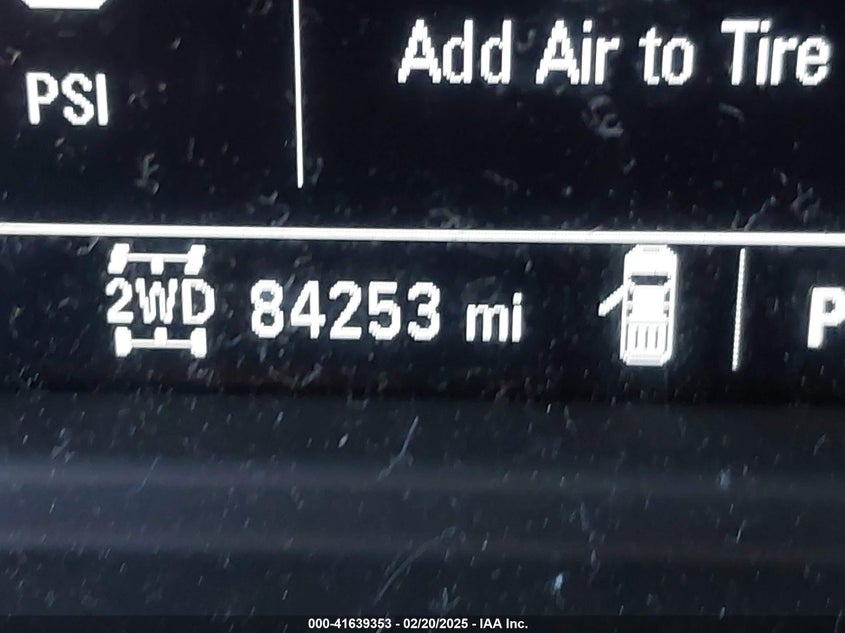 Add Air to Tire
PSI
2WD 84253 mi P
000-41639353 - 02/20/2025 - IAA Inc.